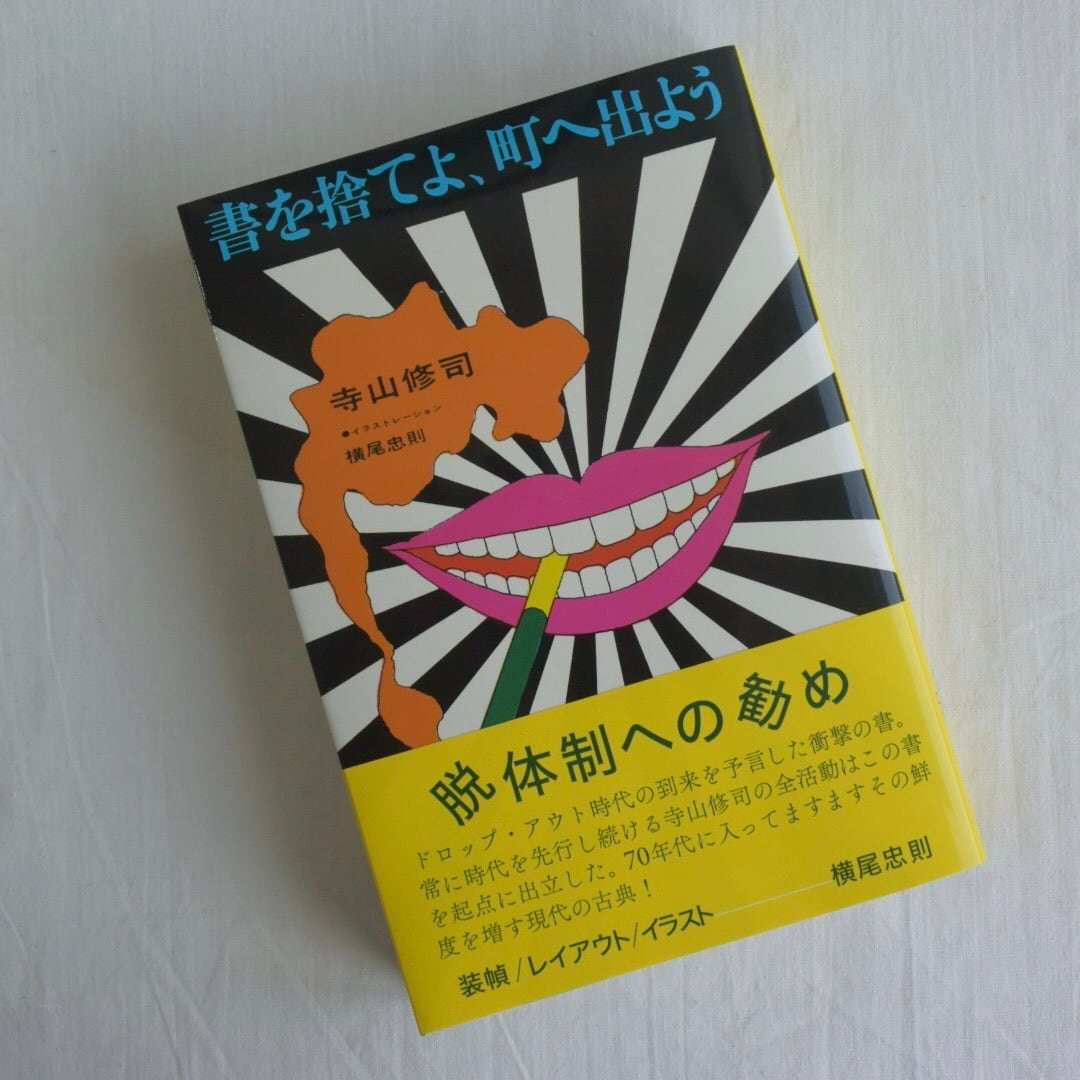 書を捨てよ、町へ出よう
寺山修司
●イラストレーション
横尾忠則
脱体制への勧め
ドロップ・アウト時代の到来を予言した衝撃の書。
常に時代を先行し続ける寺山修司の全活動はこの書
を起点に出立した。70年代に入ってますますその鮮
度を増す現代の古典！
装幀/レイアウト/イラスト――横尾忠則